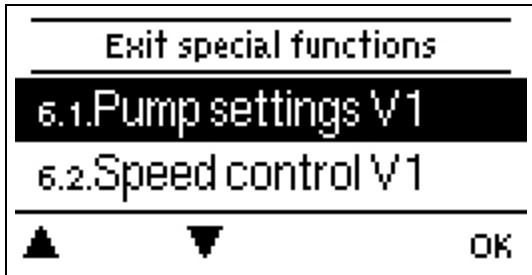 Exit special functions
6.1.Pump settings V1
6.2.Speed control V1
OK